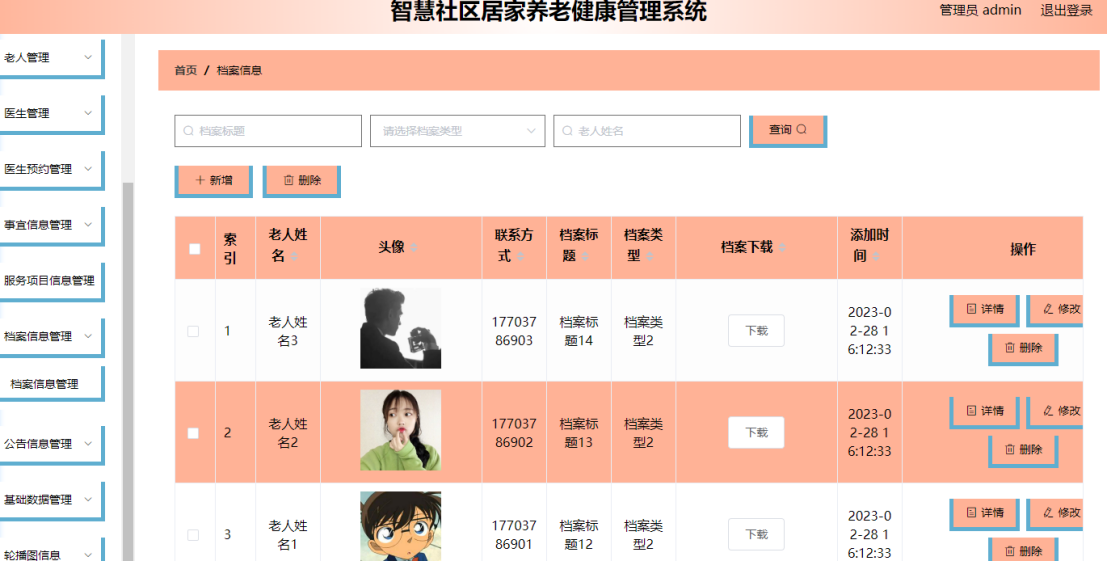 智慧社区居家养老健康管理系统
管理员 admin 退出登录
老人管理
医生管理
医生预约管理
事宜信息管理
服务项目信息管理
档案信息管理
档案信息管理
公告信息管理
基础数据管理
轮播图信息
首页 / 档案信息
档案标题 请选择档案类型 老人姓名 查询
新增 删除
索引 老人姓名 头像 联系方式 档案标题 档案类型 档案下载 添加时间 操作
1 老人姓名3 17703786903 档案标题14 档案类型2 下载 2023-02-28 16:12:33 详情 修改 删除
2 老人姓名2 17703786902 档案标题13 档案类型2 下载 2023-02-28 16:12:33 详情 修改 删除
3 老人姓名1 17703786901 档案标题12 档案类型2 下载 2023-02-28 16:12:33 详情 修改 删除